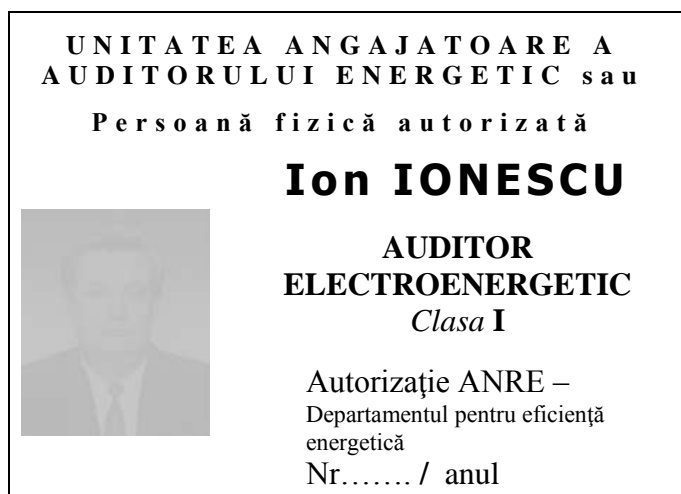 UNITATEA ANGAJATOARE A
AUDITORULUI ENERGETIC sau
Persoană fizică autorizată
Ion IONESCU
AUDITOR
ELECTROENERGETIC
Clasa I
Autorizaţie ANRE –
Departamentul pentru eficienţă
energetică
Nr……. / anul